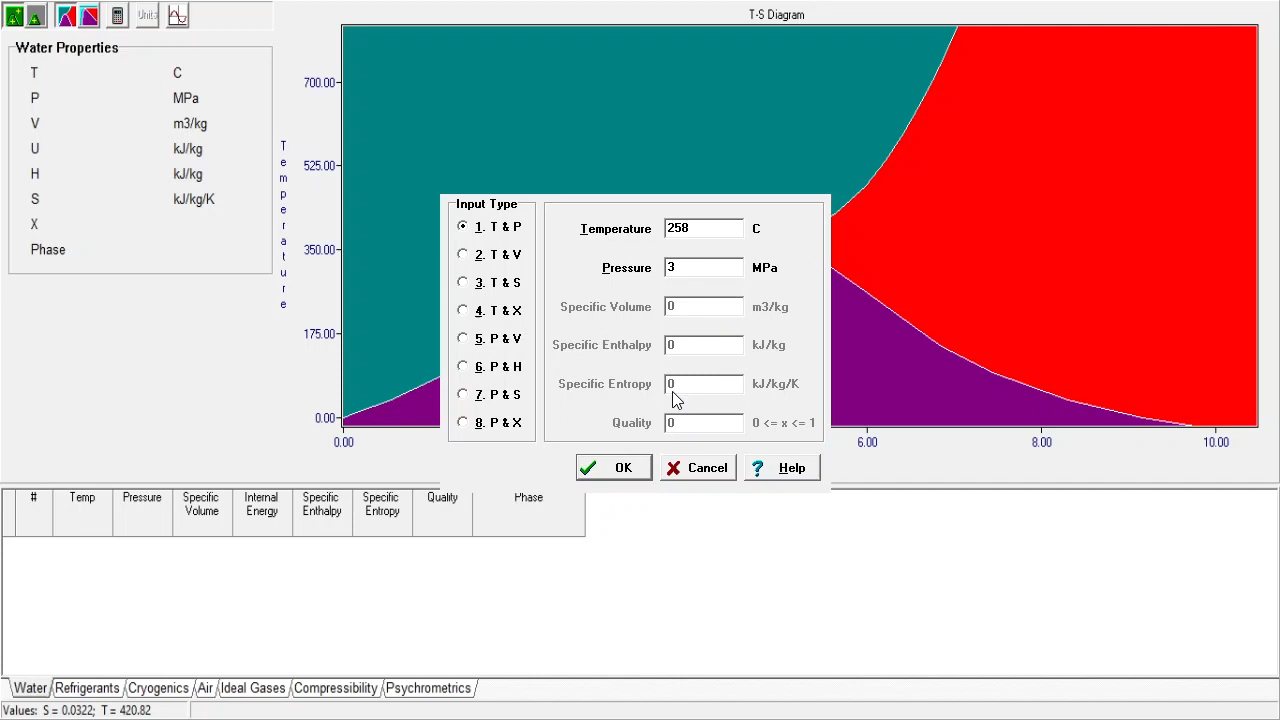 Units
T-S Diagram
Water Properties
T C
P MPa
V m3/kg
U kJ/kg
H kJ/kg
S kJ/kg/K
X
Phase
Temperature
700.00
525.00
350.00
175.00
0.00
0.00 6.00 8.00 10.00
Input Type
1. T & P
2. T & V
3. T & S
4. T & X
5. P & V
6. P & H
7. P & S
8. P & X
Temperature 258 C
Pressure 3 MPa
Specific Volume 0 m3/kg
Specific Enthalpy 0 kJ/kg
Specific Entropy 0 kJ/kg/K
Quality 0 0 <= x <= 1
OK Cancel Help
# Temp Pressure Specific Volume Internal Energy Specific Enthalpy Specific Entropy Quality Phase
Water Refrigerants Cryogenics Air Ideal Gases Compressibility Psychrometrics
Values: S = 0.0322; T = 420.82